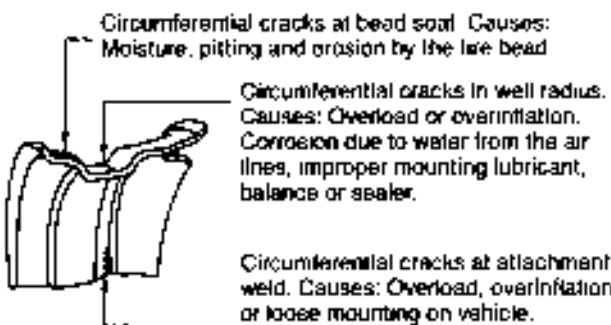 Circumferential cracks at bead seat Causes:
Moisture, pitting and erosion by the tire bead
Circumferential cracks in well radius.
Causes: Overload or overinflation.
Corrosion due to water from the air
lines, improper mounting lubricant,
balance or sealer.
Circumferential cracks at attachment
weld. Causes: Overload, overinflation
or loose mounting on vehicle.